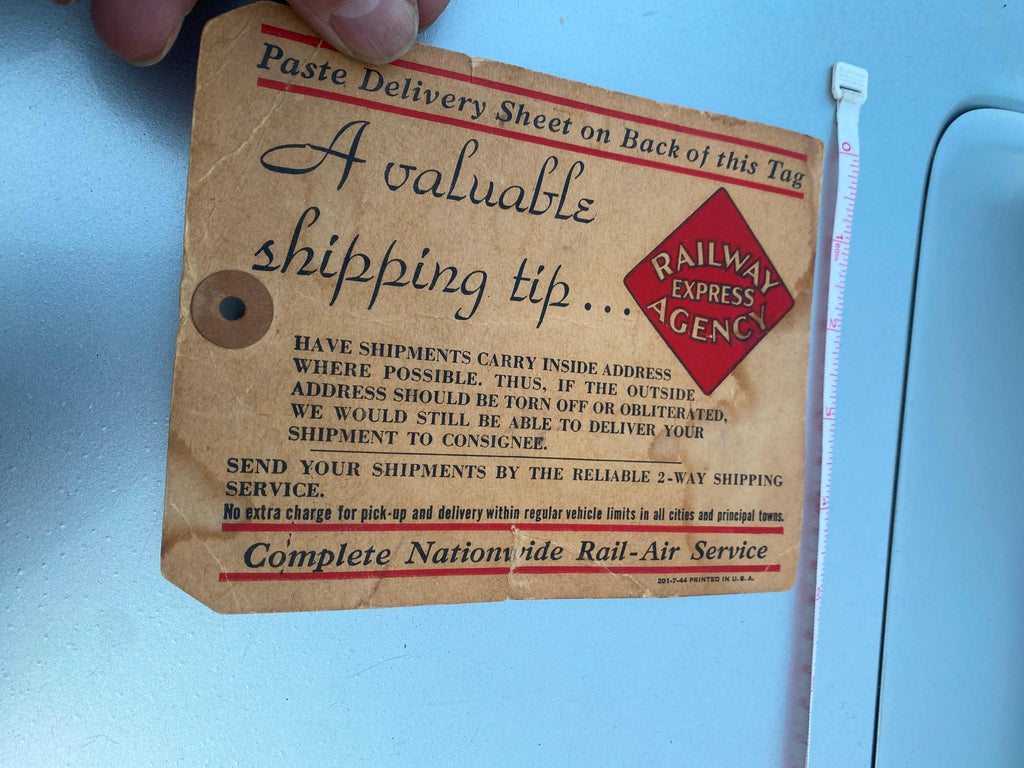 Paste Delivery Sheet on Back of this Tag
A valuable
shipping tip...
RAILWAY
EXPRESS
AGENCY
HAVE SHIPMENTS CARRY INSIDE ADDRESS
WHERE POSSIBLE. THUS, IF THE OUTSIDE
ADDRESS SHOULD BE TORN OFF OR OBLITERATED,
WE WOULD STILL BE ABLE TO DELIVER YOUR
SHIPMENT TO CONSIGNEE.
SEND YOUR SHIPMENTS BY THE RELIABLE 2-WAY SHIPPING
SERVICE.
No extra charge for pick-up and delivery within regular vehicle limits in all cities and principal towns.
Complete Nationwide Rail-Air Service
201-7-44 PRINTED IN U. S. A.
0